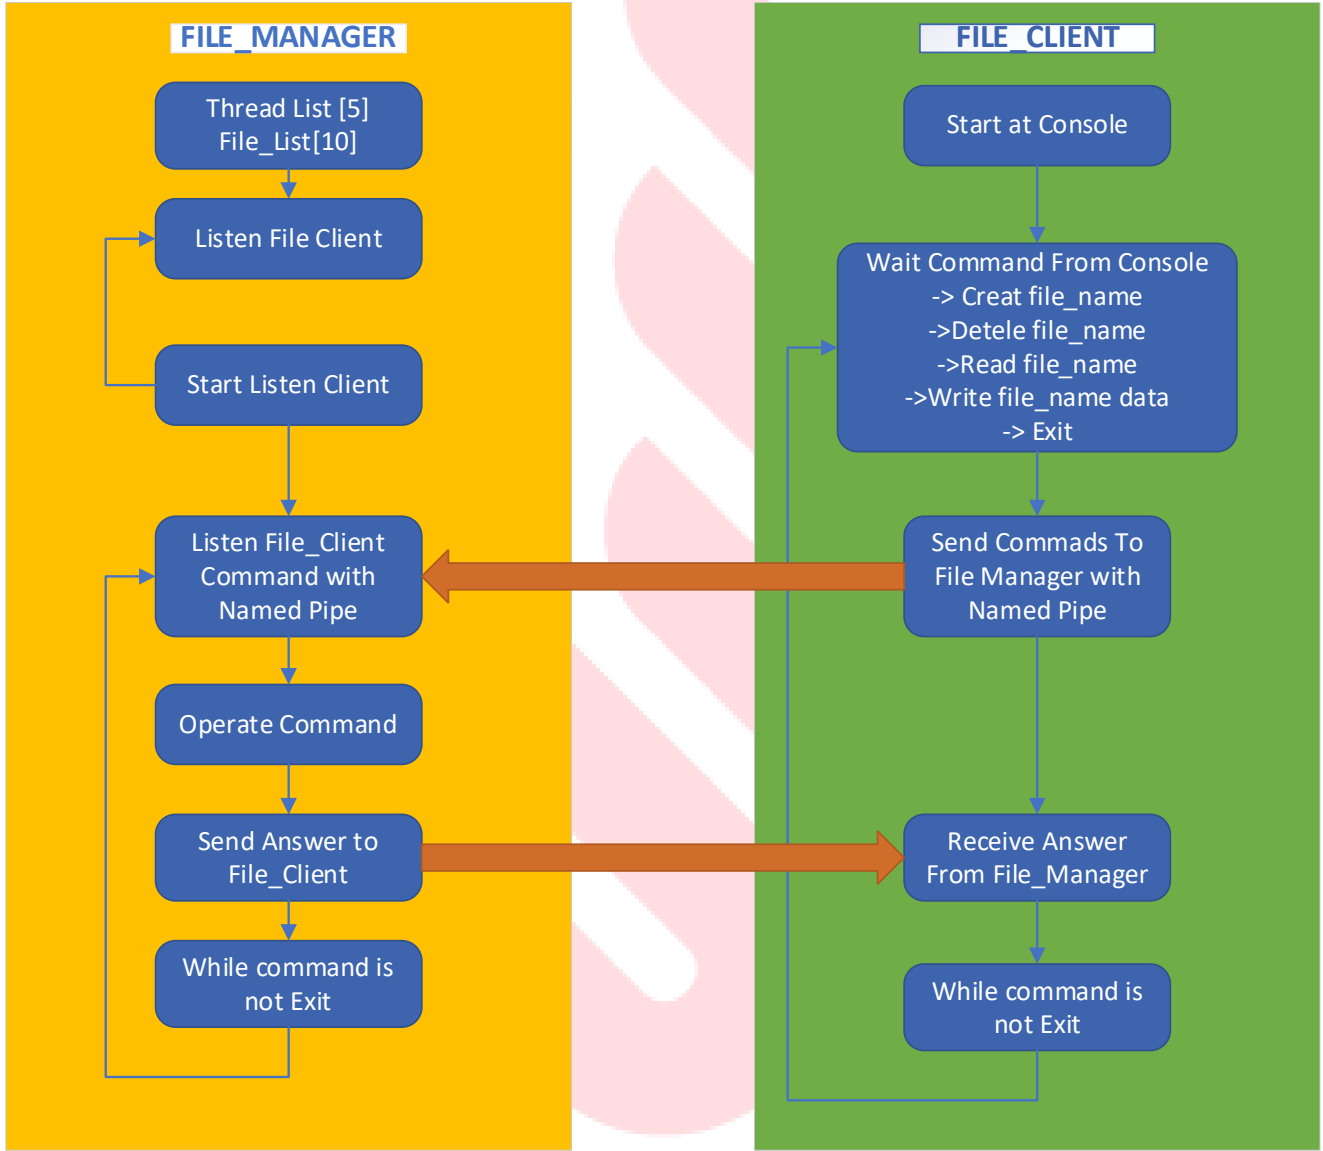 FILE_MANAGER
Thread List [5]
File_List[10]
Listen File Client
Start Listen Client
Listen File_Client
Command with
Named Pipe
Operate Command
Send Answer to
File_Client
While command is
not Exit
FILE_CLIENT
Start at Console
Wait Command From Console
-> Creat file_name
->Detele file_name
->Read file_name
->Write file_name data
-> Exit
Send Commads To
File Manager with
Named Pipe
Receive Answer
From File_Manager
While command is
not Exit